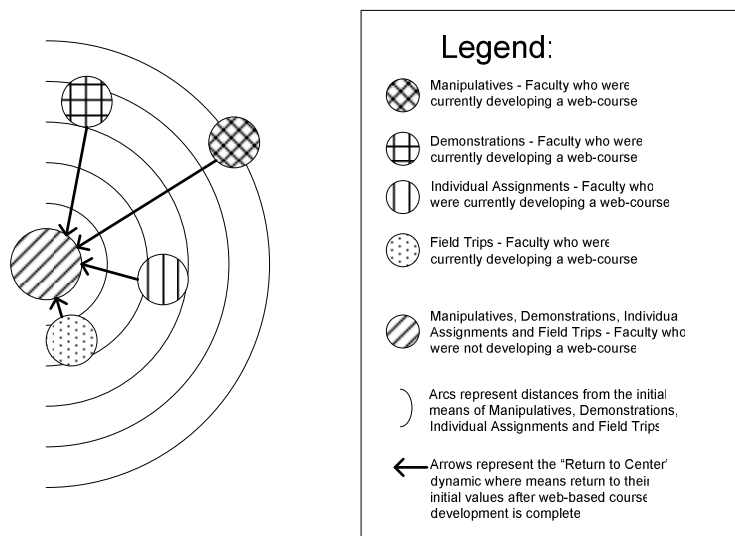 Legend:
Manipulatives - Faculty who were
currently developing a web-course
Demonstrations - Faculty who were
currently developing a web-course
Individual Assignments - Faculty who
were currently developing a web-course
Field Trips - Faculty who were
currently developing a web-course
Manipulatives, Demonstrations, Individua
Assignments and Field Trips - Faculty who
were not developing a web-course
Arcs represent distances from the initial
means of Manipulatives, Demonstrations,
Individual Assignments and Field Trips
Arrows represent the “Return to Center’
dynamic where means return to their
initial values after web-based course
development is complete